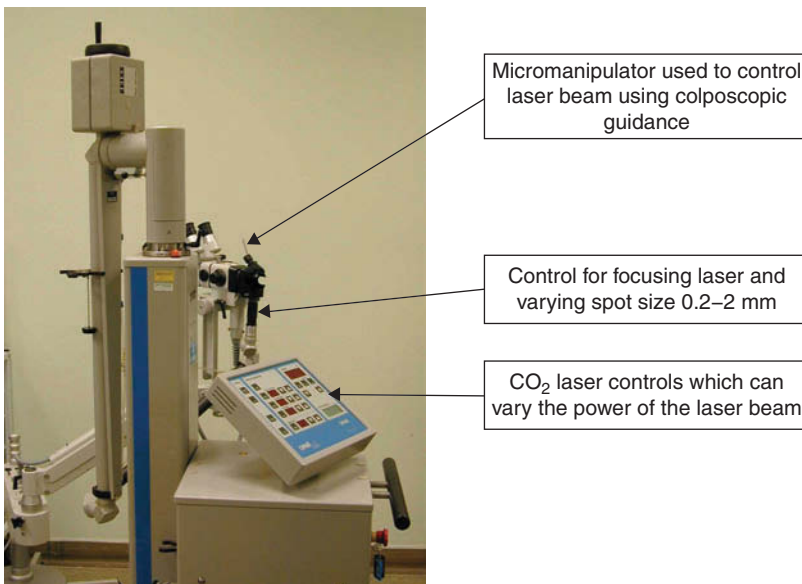 Micromanipulator used to control
laser beam using colposcopic
guidance
Control for focusing laser and
varying spot size 0.2–2 mm
CO₂ laser controls which can
vary the power of the laser beam